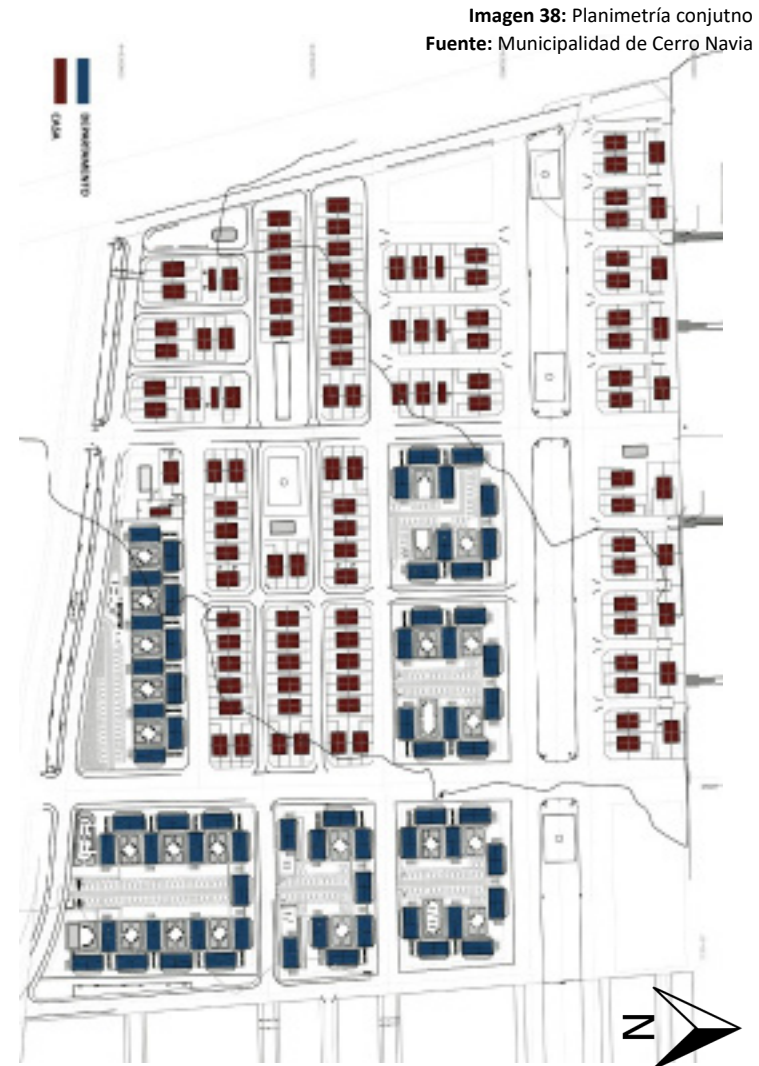 Imagen 38: Planimetría conjutno
Fuente: Municipalidad de Cerro Navia
DEPARTAMENTO
CASA
N